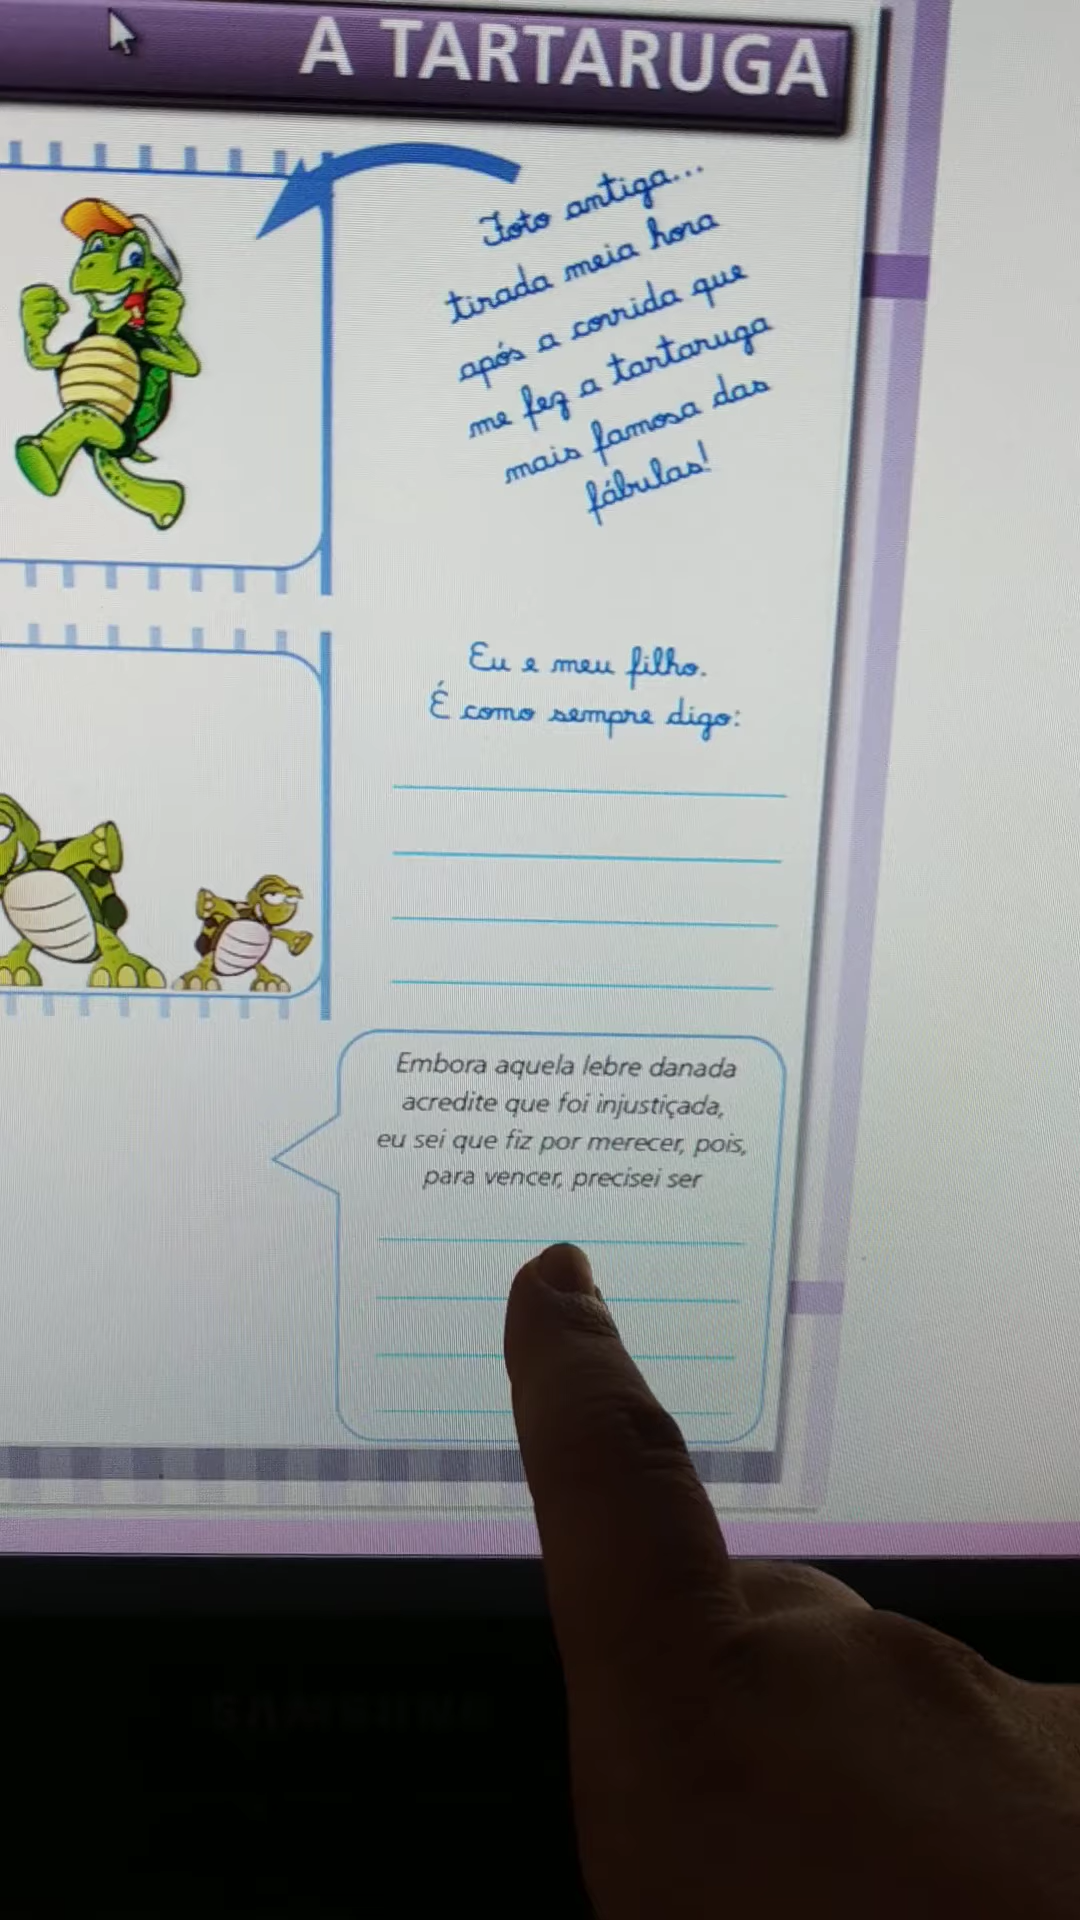 A TARTARUGA
Foto antiga...
tirada meia hora
após a corrida que
me fez a tartaruga
mais famosa das
fábulas!
Eu e meu filho.
É como sempre digo:
Embora aquela lebre danada
acredite que foi injustiçada,
eu sei que fiz por merecer, pois,
para vencer, precisei ser
SAMSUNG